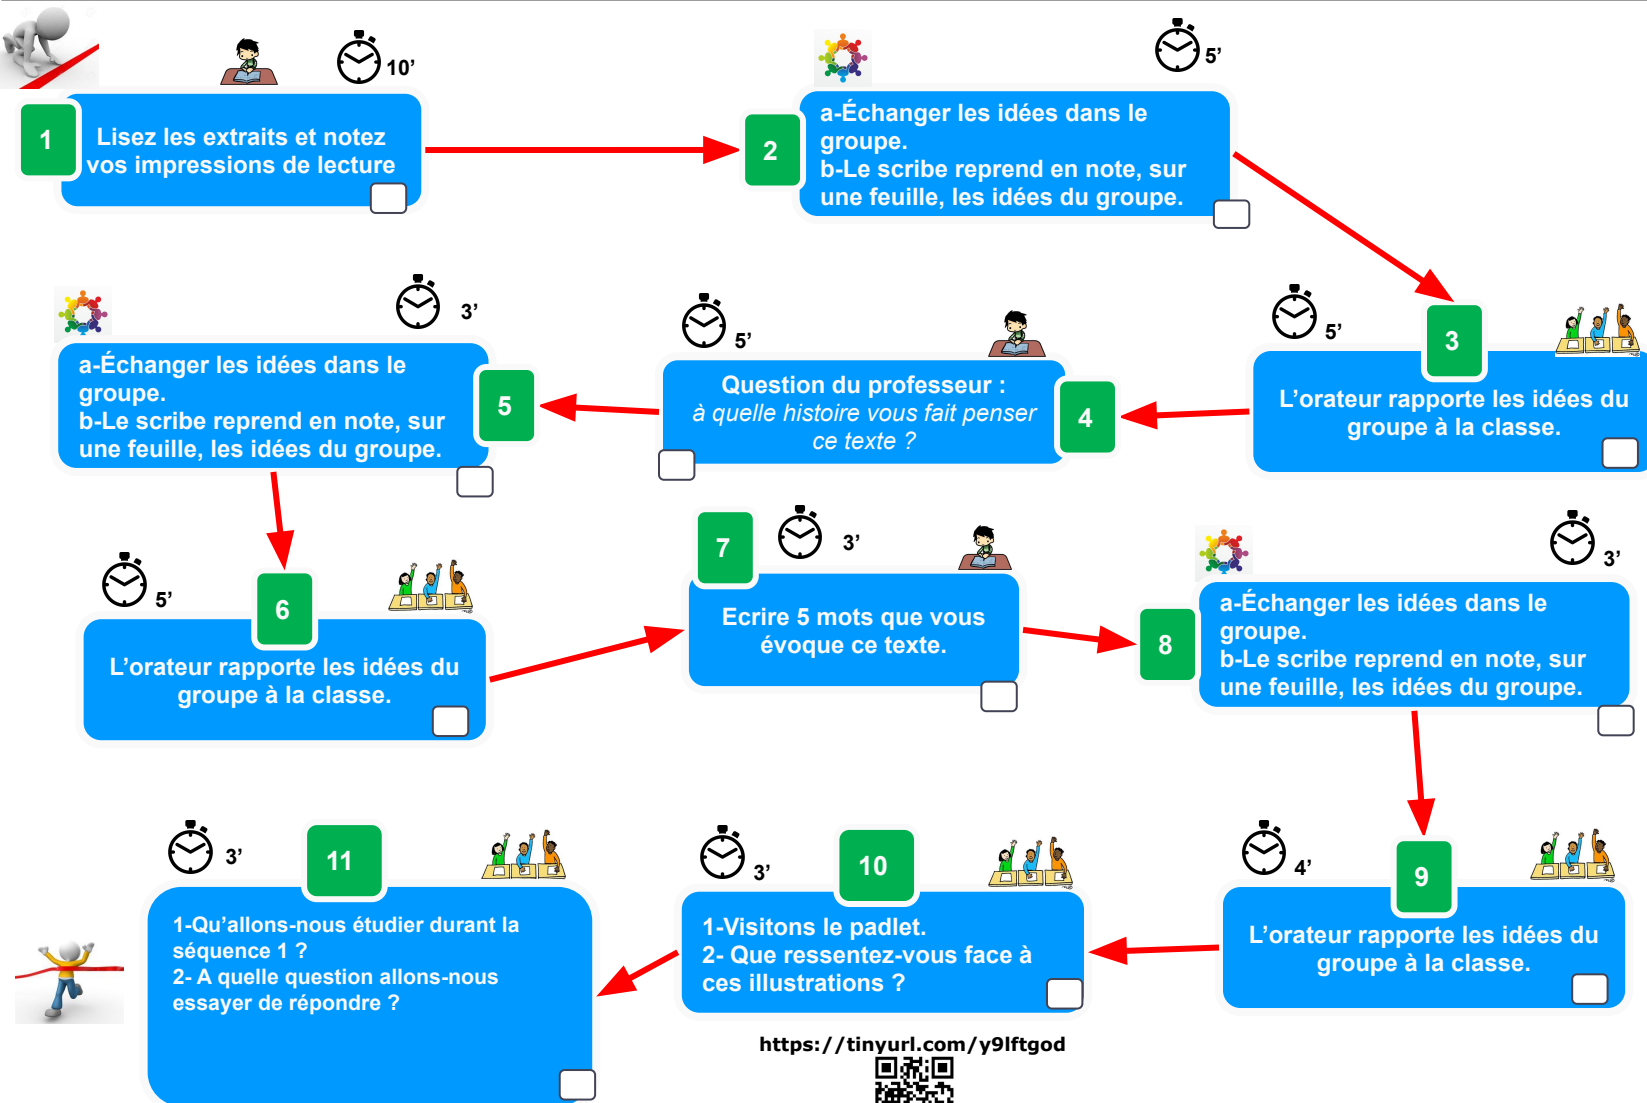 10’
1
Lisez les extraits et notez
vos impressions de lecture
5’
2
a-Échanger les idées dans le
groupe.
b-Le scribe reprend en note, sur
une feuille, les idées du groupe.
5’
3
L’orateur rapporte les idées du
groupe à la classe.
5’
4
Question du professeur :
à quelle histoire vous fait penser
ce texte ?
3’
5
a-Échanger les idées dans le
groupe.
b-Le scribe reprend en note, sur
une feuille, les idées du groupe.
5’
6
L’orateur rapporte les idées du
groupe à la classe.
7
3’
Ecrire 5 mots que vous
évoque ce texte.
3’
8
a-Échanger les idées dans le
groupe.
b-Le scribe reprend en note, sur
une feuille, les idées du groupe.
4’
9
L’orateur rapporte les idées du
groupe à la classe.
3’
10
1-Visitons le padlet.
2- Que ressentez-vous face à
ces illustrations ?
https://tinyurl.com/y9lftgod
3’
11
1-Qu’allons-nous étudier durant la
séquence 1 ?
2- A quelle question allons-nous
essayer de répondre ?